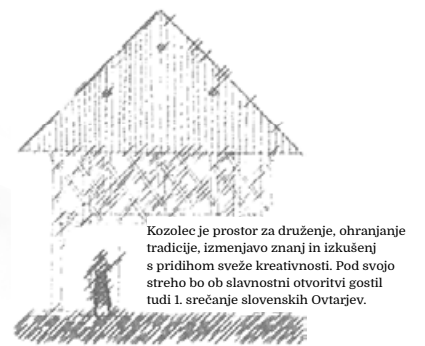 Kozolec je prostor za druženje, ohranjanje
tradicije, izmenjavo znanj in izkušenj
s pridihom sveže kreativnosti. Pod svojo
streho bo ob slavnostni otvoritvi gostil
tudi 1. srečanje slovenskih Ovtarjev.